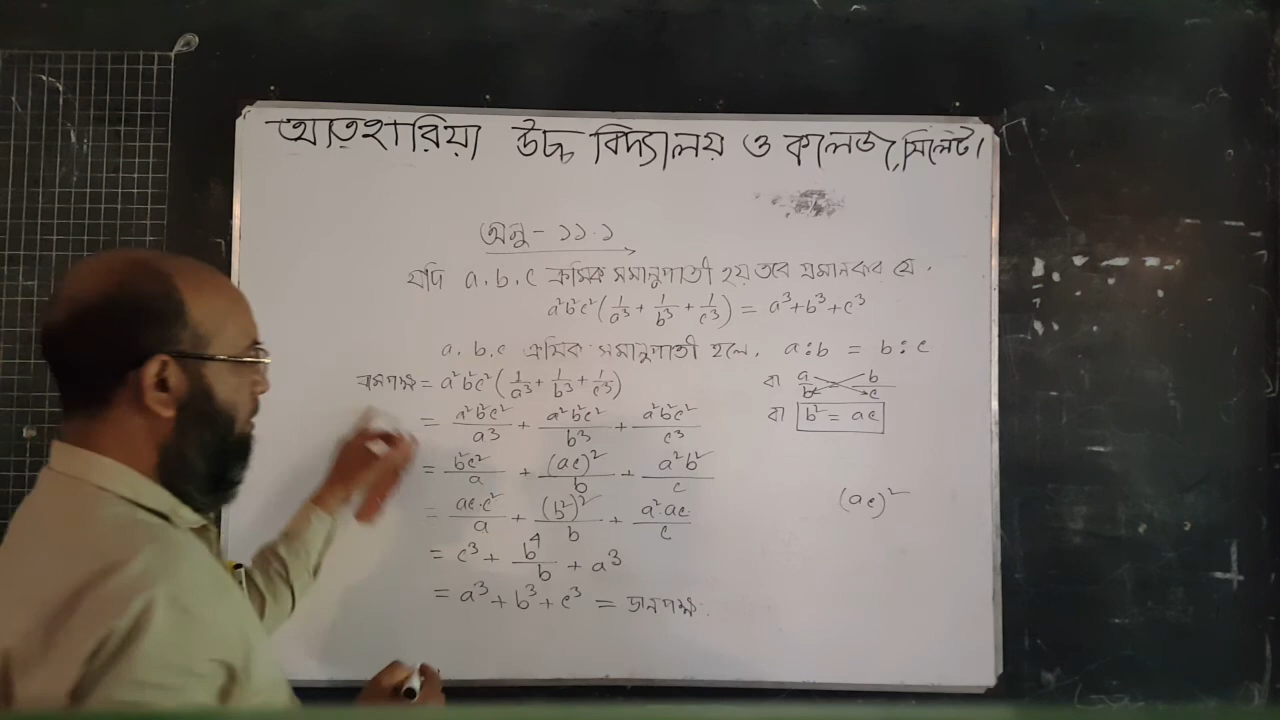 আতহারিয়া উচ্চ বিদ্যালয় ও কলেজ, সিলেট।
অনু - ১১.১
যদি a, b, c ক্রমিক সমানুপাতী হয় তবে প্রমানকর যে,
a²b²c²(1/a³ + 1/b³ + 1/c³) = a³+b³+c³
a, b, c ক্রমিক সমানুপাতী হলে, a:b = b:c
বামপক্ষ = a²b²c²(1/a³ + 1/b³ + 1/c³)
বা a/b = b/c
= a²b²c²/a³ + a²b²c²/b³ + a²b²c²/c³
বা b² = ac
= b²c²/a + (ac)²/b + a²b²/c
(ac)²
= ac·c²/a + (b²)²/b + a²·ac/c
= c³ + b⁴/b + a³
= a³+b³+c³ = ডানপক্ষ.